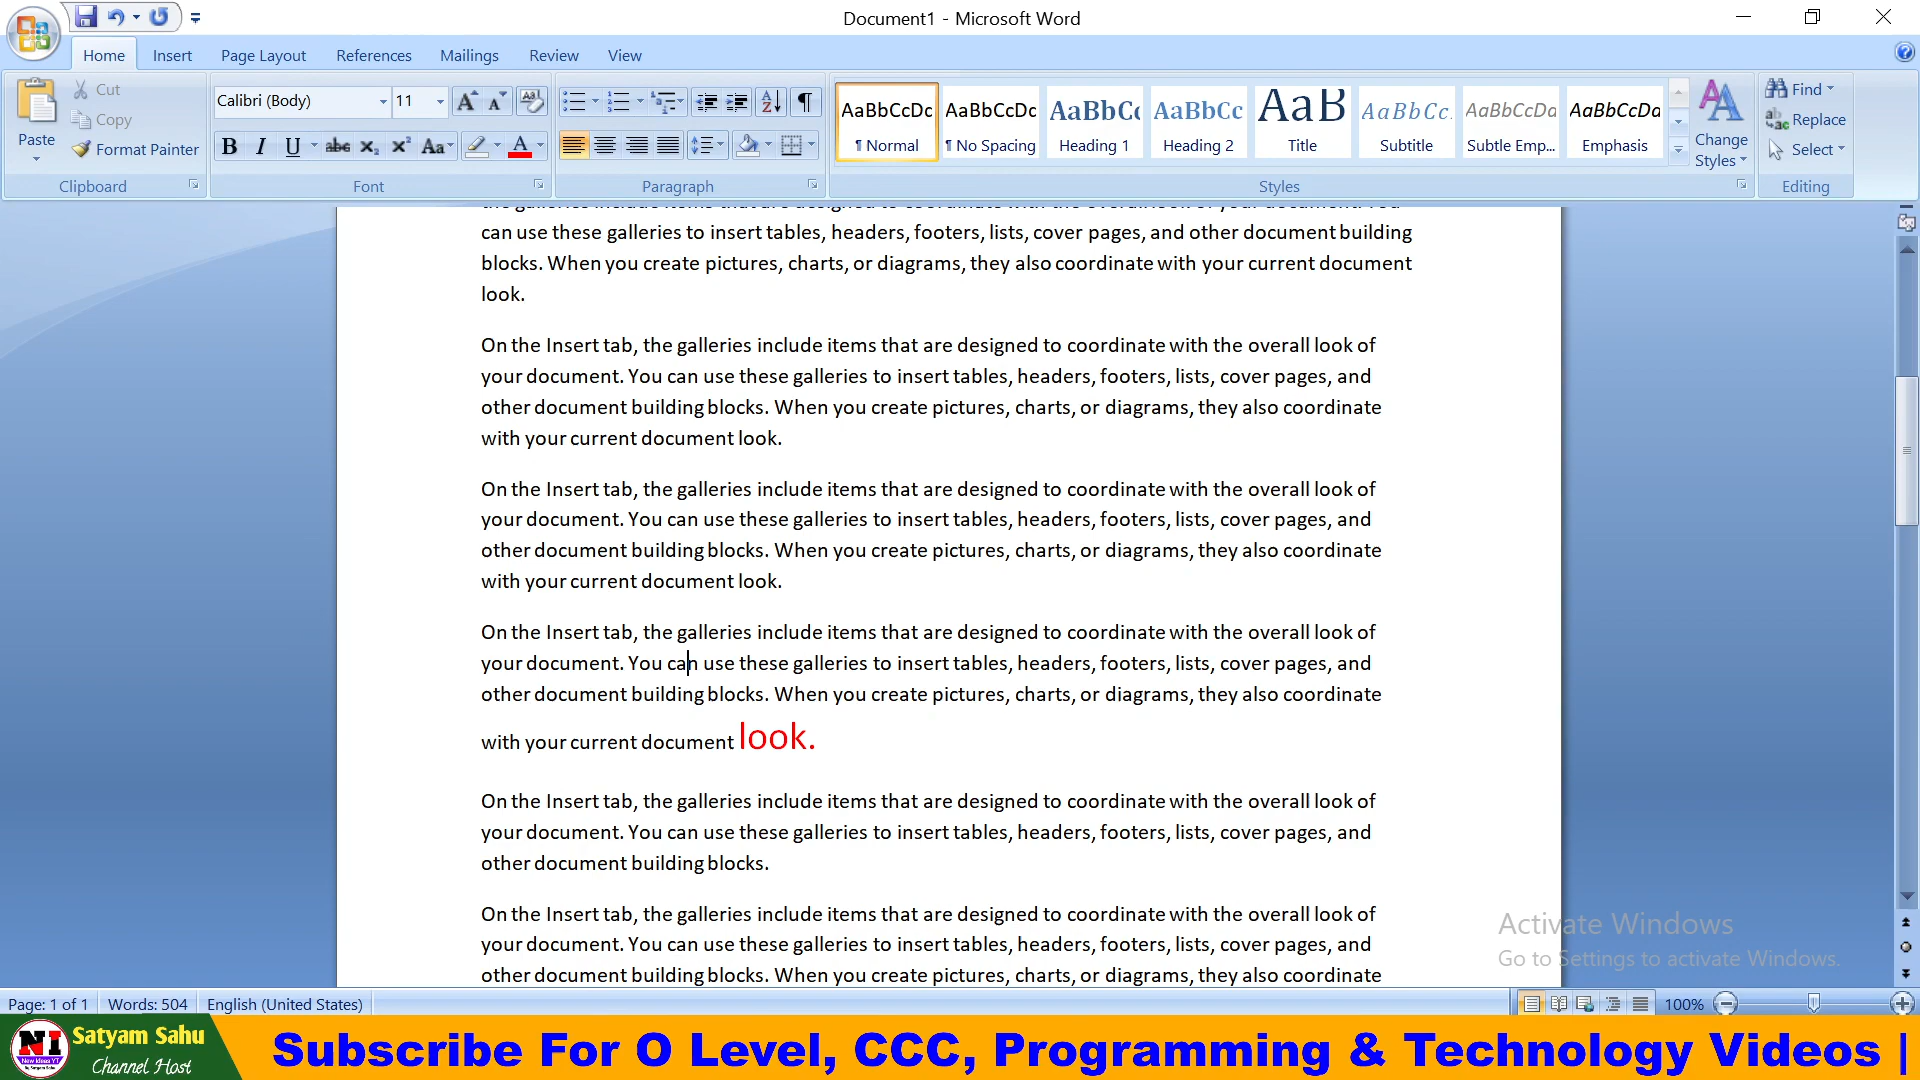 Document1 - Microsoft Word
Home Insert Page Layout References Mailings Review View
Paste
Cut
Copy
Format Painter
Clipboard
Calibri (Body) 11
Font
Paragraph
AaBbCcDc AaBbCcDc AaBbCc AaBbCc AaB AaBbCc. AaBbCcDa AaBbCcDa
¶ Normal ¶ No Spacing Heading 1 Heading 2 Title Subtitle Subtle Emp... Emphasis
Change
Styles
Styles
Find
Replace
Select
Editing
can use these galleries to insert tables, headers, footers, lists, cover pages, and other document building
blocks. When you create pictures, charts, or diagrams, they also coordinate with your current document
look.
On the Insert tab, the galleries include items that are designed to coordinate with the overall look of
your document. You can use these galleries to insert tables, headers, footers, lists, cover pages, and
other document building blocks. When you create pictures, charts, or diagrams, they also coordinate
with your current document look.
On the Insert tab, the galleries include items that are designed to coordinate with the overall look of
your document. You can use these galleries to insert tables, headers, footers, lists, cover pages, and
other document building blocks. When you create pictures, charts, or diagrams, they also coordinate
with your current document look.
On the Insert tab, the galleries include items that are designed to coordinate with the overall look of
your document. You can use these galleries to insert tables, headers, footers, lists, cover pages, and
other document building blocks. When you create pictures, charts, or diagrams, they also coordinate
with your current document look.
On the Insert tab, the galleries include items that are designed to coordinate with the overall look of
your document. You can use these galleries to insert tables, headers, footers, lists, cover pages, and
other document building blocks.
On the Insert tab, the galleries include items that are designed to coordinate with the overall look of
your document. You can use these galleries to insert tables, headers, footers, lists, cover pages, and
other document building blocks. When you create pictures, charts, or diagrams, they also coordinate
Activate Windows
Go to Settings to activate Windows.
Page: 1 of 1 Words: 504 English (United States) 100%
NI
Satyam Sahu
Channel Host
Subscribe For O Level, CCC, Programming & Technology Videos |